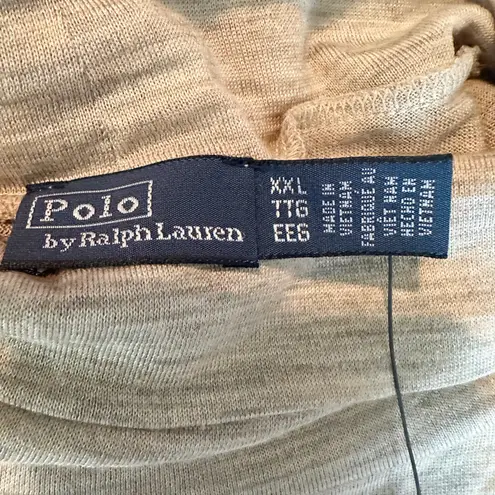 Polo
by Ralph Lauren
XXL
TTG
EEG
MADE IN
VIETNAM
FABRIQUÉ AU
VIET NAM
HECHO EN
VIETNAM